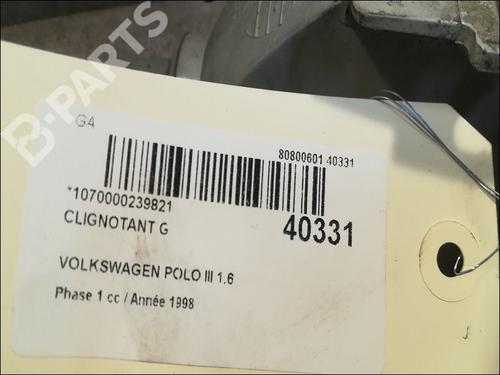 B-PARTS
G4
80800601 40331
*1070000239821
CLIGNOTANT G
40331
VOLKSWAGEN POLO III 1.6
Phase 1 cc / Année 1998